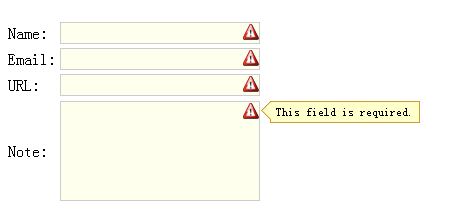 Name:
Email:
URL:
Note:
This field is required.